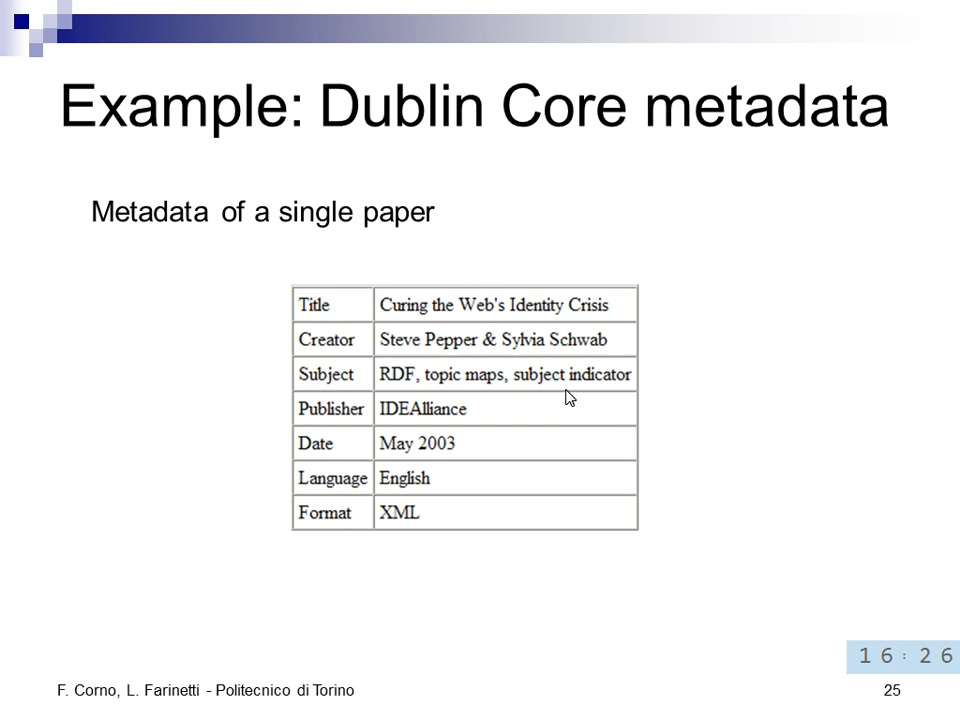 Example: Dublin Core metadata
Metadata of a single paper
Title Curing the Web's Identity Crisis
Creator Steve Pepper & Sylvia Schwab
Subject RDF, topic maps, subject indicator
Publisher IDEAlliance
Date May 2003
Language English
Format XML
16:26
F. Corno, L. Farinetti - Politecnico di Torino 25